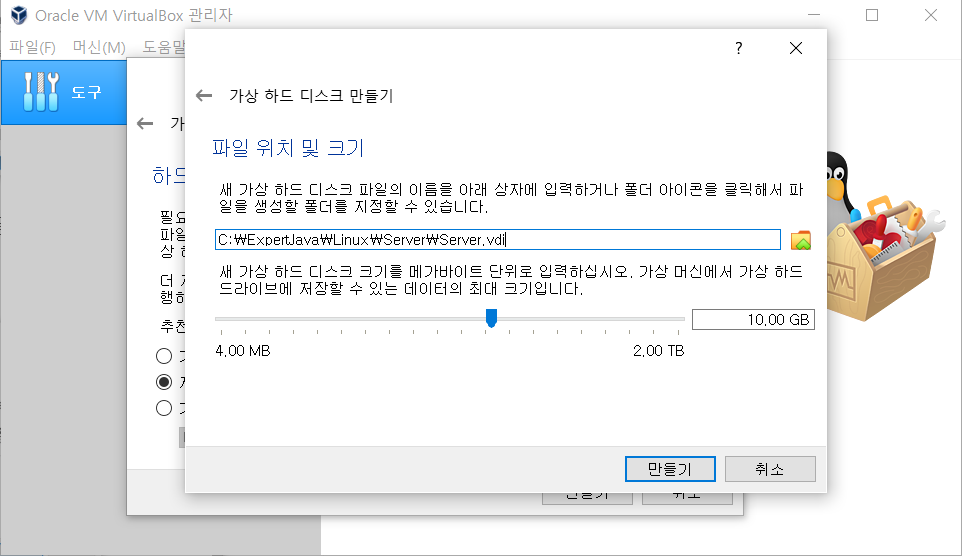 Oracle VM VirtualBox 관리자
파일(F) 머신(M) 도움말
도구
?
가상 하드 디스크 만들기
파일 위치 및 크기
새 가상 하드 디스크 파일의 이름을 아래 상자에 입력하거나 폴더 아이콘을 클릭해서 파
일을 생성할 폴더를 지정할 수 있습니다.
C:₩ExpertJava₩Linux₩Server₩Server.vdi
새 가상 하드 디스크 크기를 메가바이트 단위로 입력하십시오. 가상 머신에서 가상 하드
드라이브에 저장할 수 있는 데이터의 최대 크기입니다.
10.00 GB
4.00 MB 2.00 TB
만들기 취소
가
하드
필요
파일
상 하
더 자
행하
추천
만들기 취소